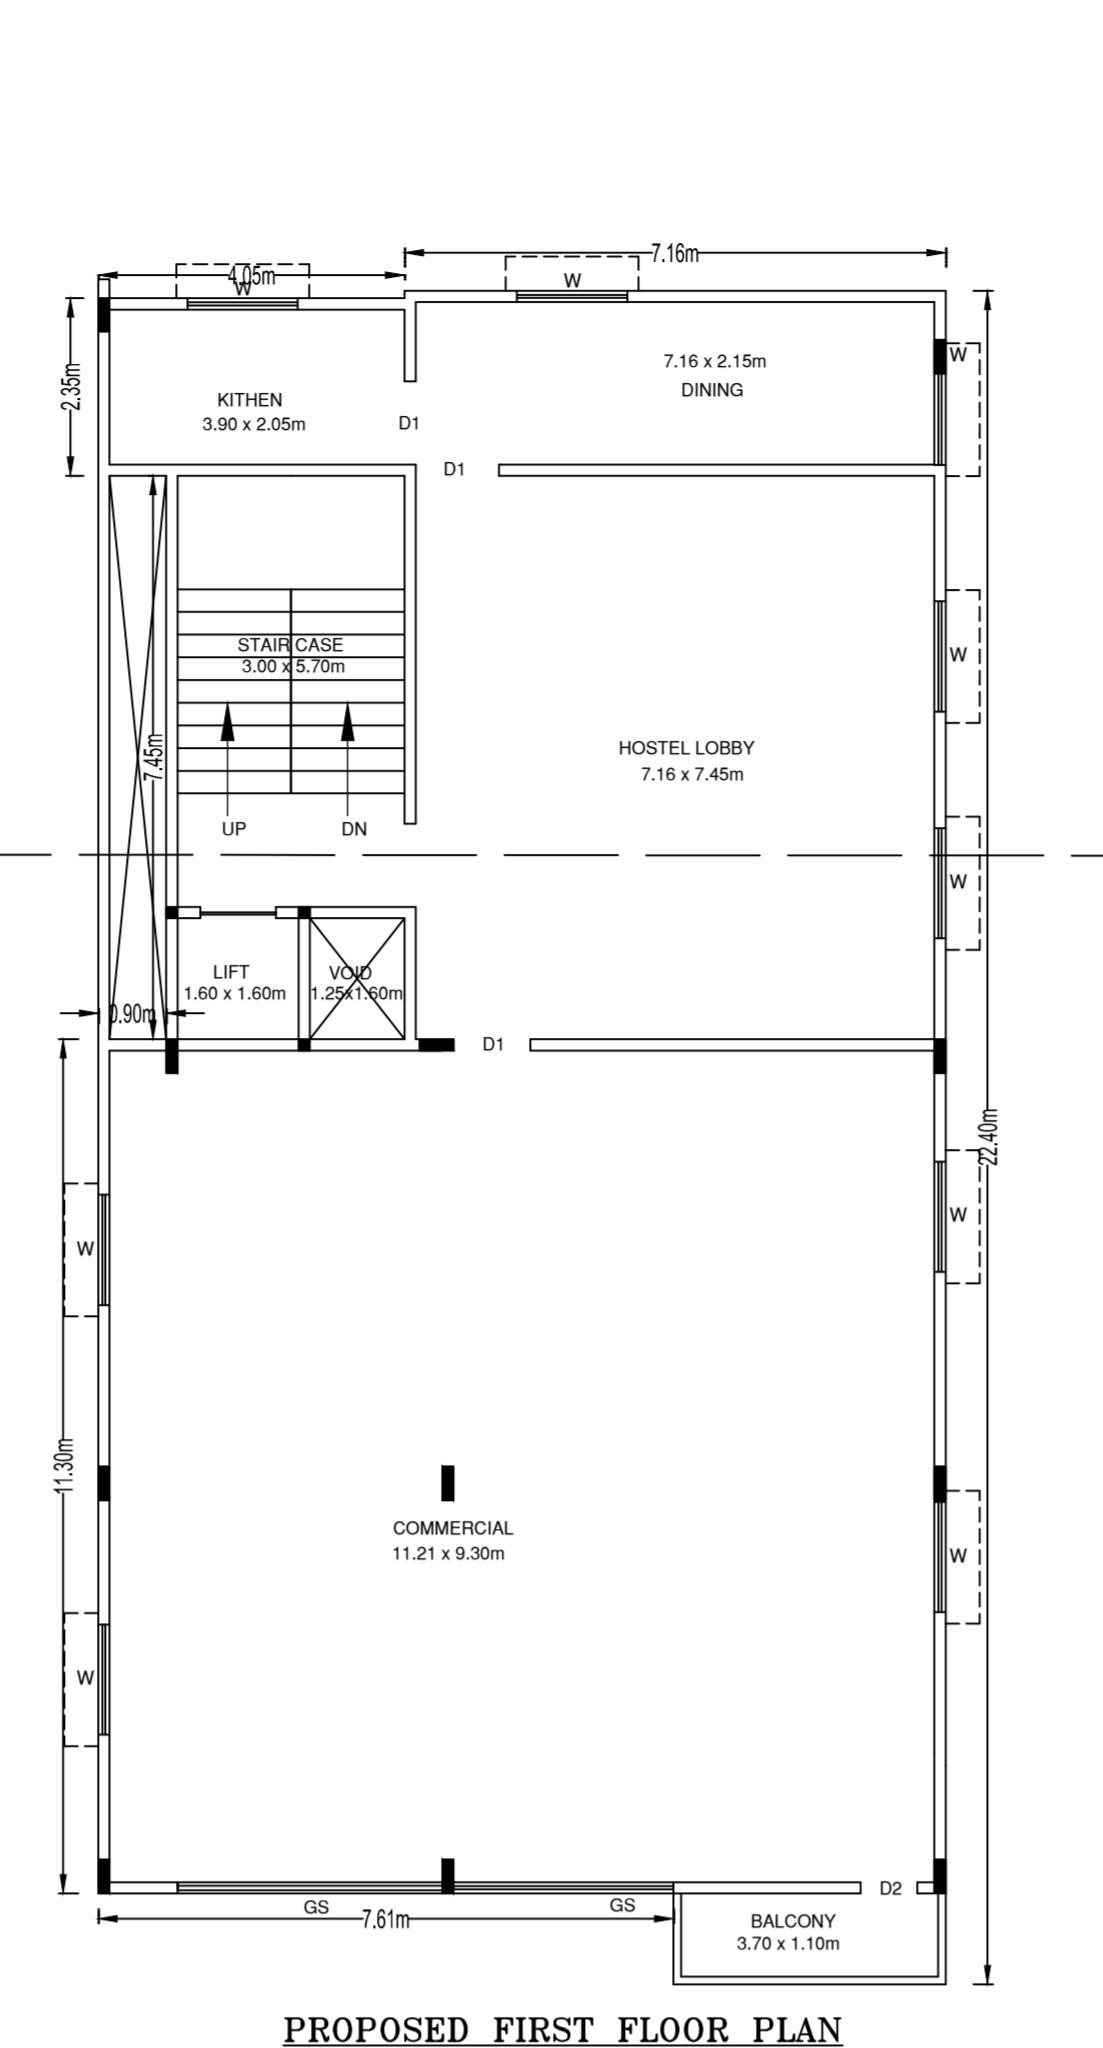 7.16m
4.05m
W
W
2.35m
7.16 x 2.15m
DINING
W
KITHEN
3.90 x 2.05m
D1
D1
STAIR CASE
3.00 x 5.70m
W
7.45m
HOSTEL LOBBY
7.16 x 7.45m
UP
DN
W
LIFT
1.60 x 1.60m
VOID
1.25x1.60m
0.90m
D1
22.40m
W
W
11.30m
COMMERCIAL
11.21 x 9.30m
W
W
D2
GS
GS
7.61m
BALCONY
3.70 x 1.10m
PROPOSED FIRST FLOOR PLAN